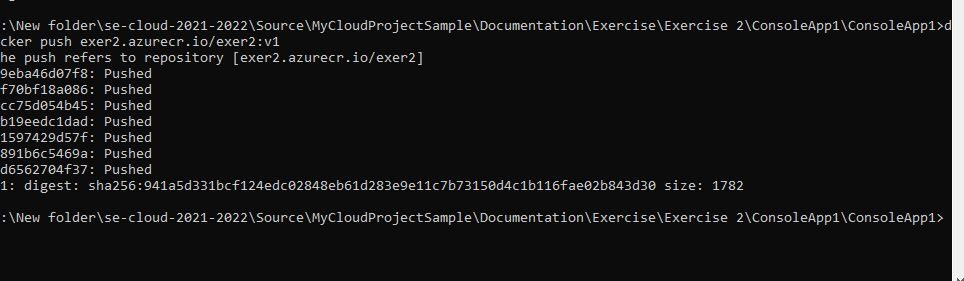 :\New folder\se-cloud-2021-2022\Source\MyCloudProjectSample\Documentation\Exercise\Exercise 2\ConsoleApp1\ConsoleApp1>d
cker push exer2.azurecr.io/exer2:v1
he push refers to repository [exer2.azurecr.io/exer2]
9eba46d07f8: Pushed
f70bf18a086: Pushed
cc75d054b45: Pushed
b19eedc1dad: Pushed
1597429d57f: Pushed
891b6c5469a: Pushed
d6562704f37: Pushed
1: digest: sha256:941a5d331bcf124edc02848eb61d283e9e11c7b73150d4c1b116fae02b843d30 size: 1782
:\New folder\se-cloud-2021-2022\Source\MyCloudProjectSample\Documentation\Exercise\Exercise 2\ConsoleApp1\ConsoleApp1>